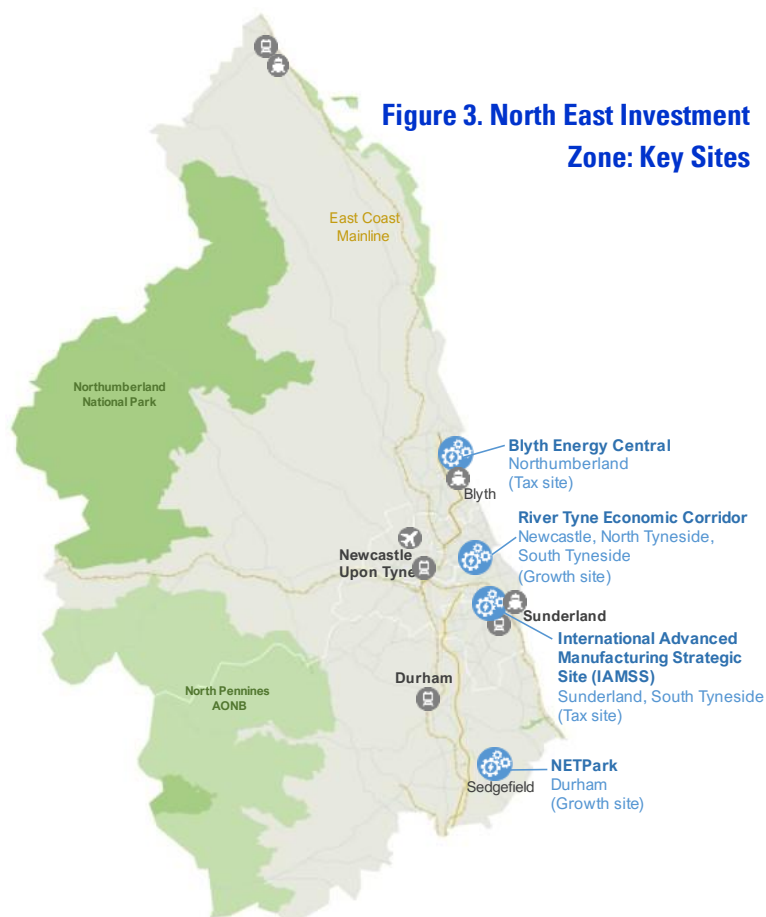 Figure 3. North East Investment
Zone: Key Sites
East Coast
Mainline
Northumberland
National Park
Blyth Energy Central
Northumberland
(Tax site)
Blyth
River Tyne Economic Corridor
Newcastle, North Tyneside,
South Tyneside
(Growth site)
Newcastle
Upon Tyne
Sunderland
International Advanced
Manufacturing Strategic
Site (IAMSS)
Sunderland, South Tyneside
(Tax site)
Durham
North Pennines
AONB
NETPark
Durham
(Growth site)
Sedgefield